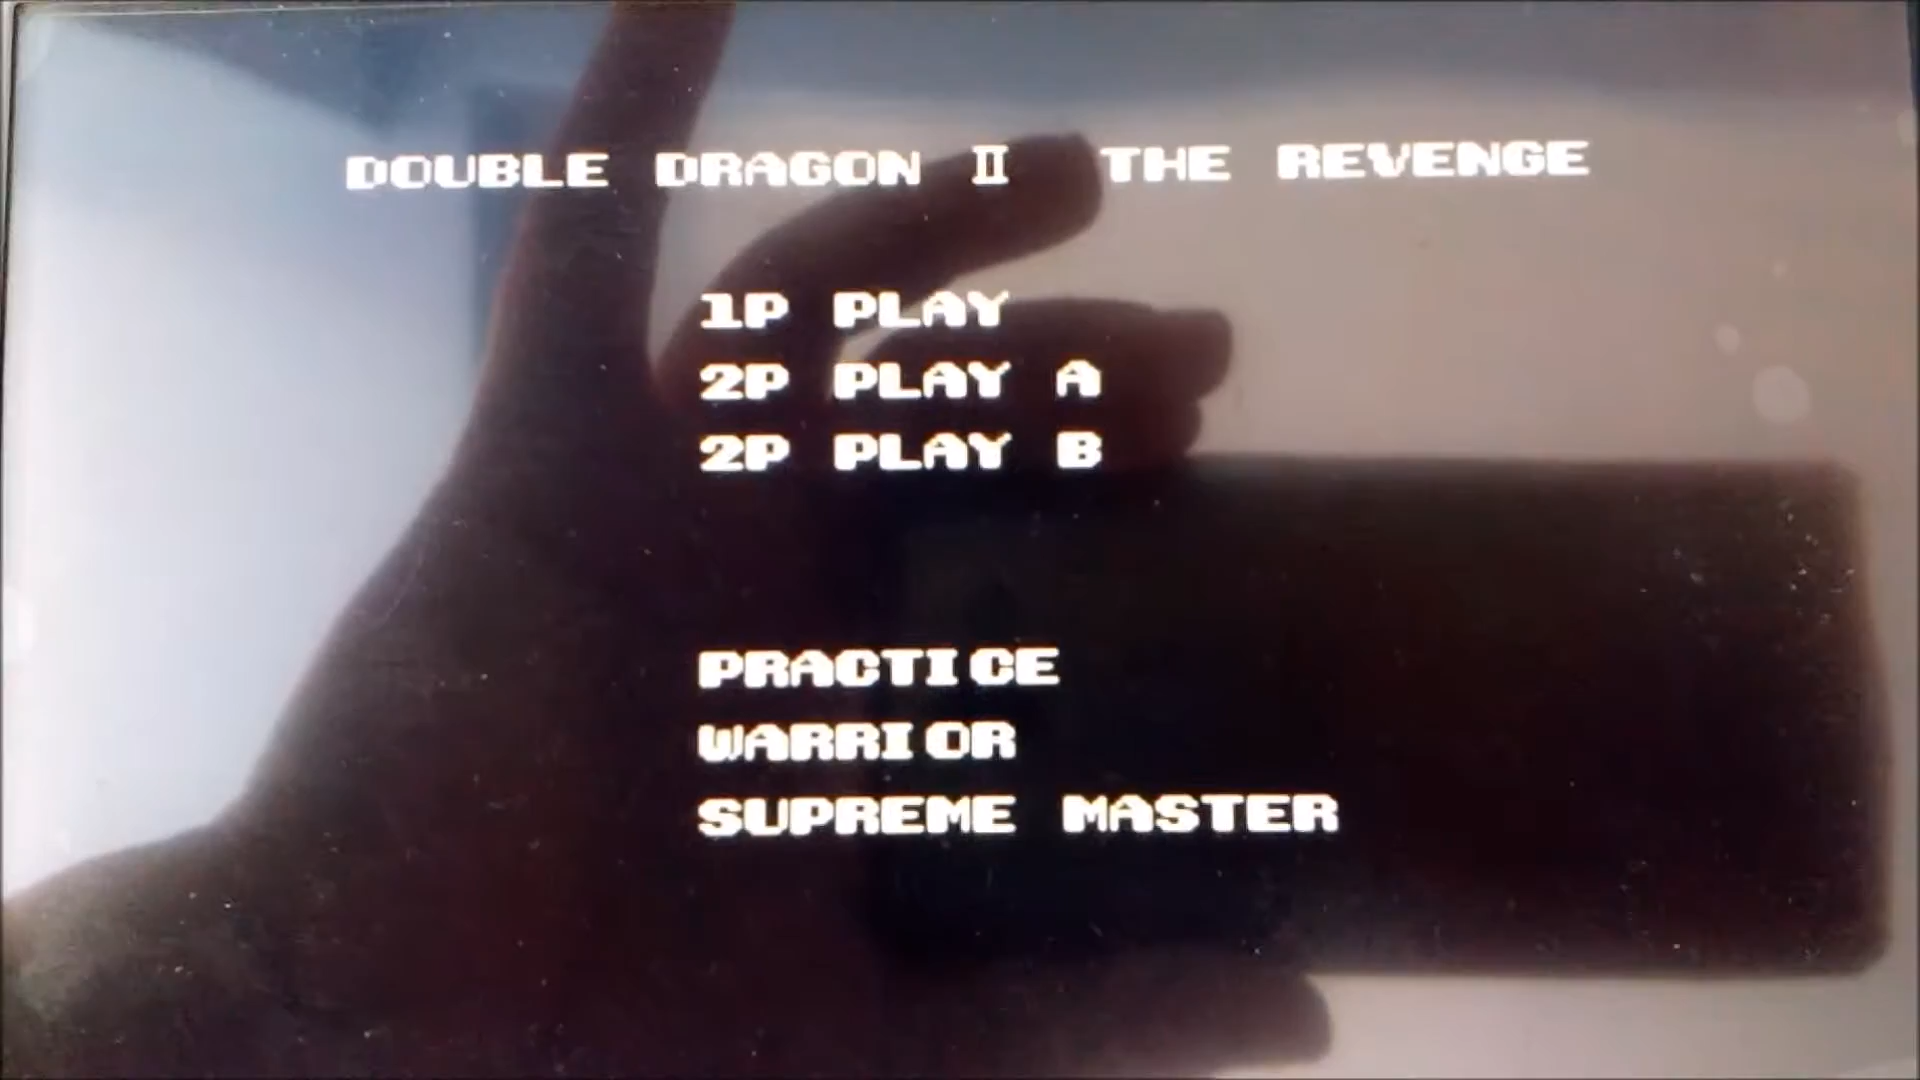 DOUBLE DRAGON II THE REVENGE
1P PLAY
2P PLAY A
2P PLAY B
PRACTICE
WARRIOR
SUPREME MASTER